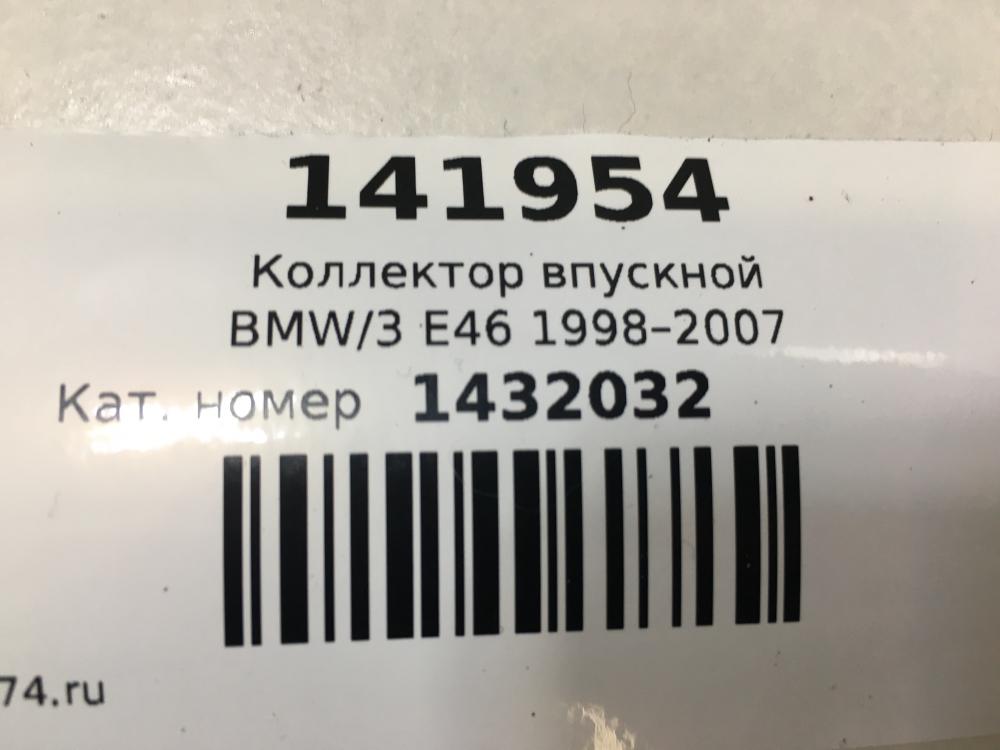 141954
Коллектор впускной
BMW/3 E46 1998–2007
Кат. номер 1432032
74.ru